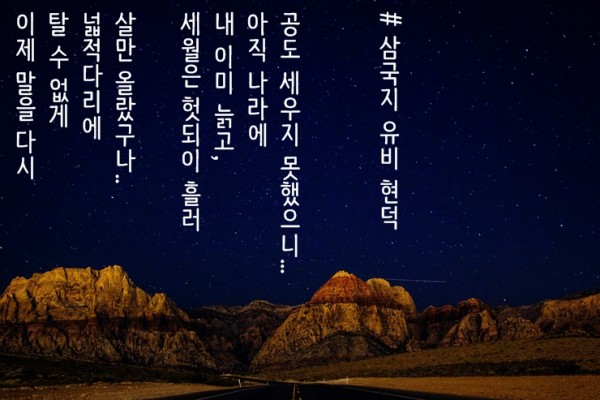 이제 말을 다시
탈 수 없게
넓적다리에
살만 올랐구나..
세월은 헛되이 흘러
내 이미 늙고,
아직 나라에
공도 세우지 못했으니...
# 삼국지 유비 현덕